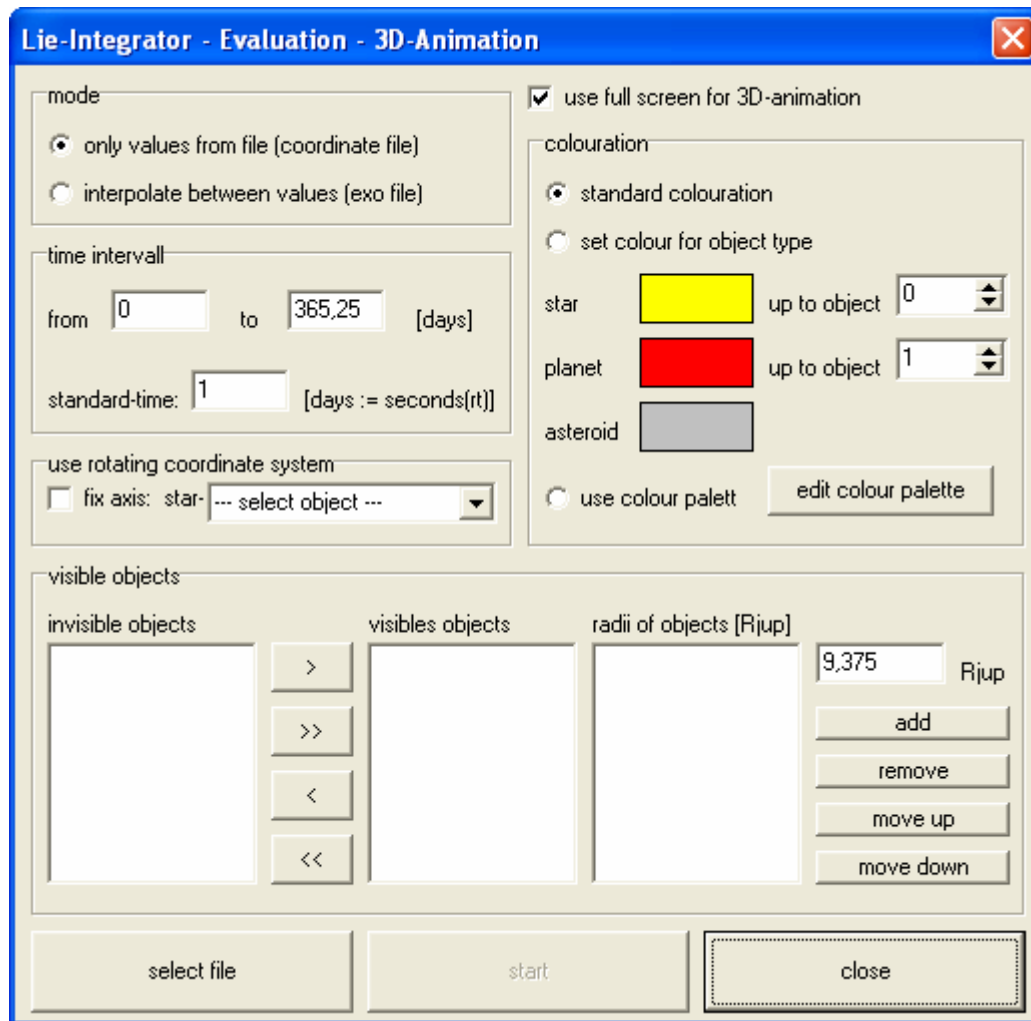 Lie-Integrator - Evaluation - 3D-Animation
mode
only values from file (coordinate file)
interpolate between values (exo file)
time intervall
from 0 to 365,25 [days]
standard-time: 1 [days := seconds(rt)]
use rotating coordinate system
fix axis: star- --- select object ---
use full screen for 3D-animation
colouration
standard colouration
set colour for object type
star up to object 0
planet up to object 1
asteroid
use colour palett edit colour palette
visible objects
invisible objects visibles objects radii of objects [Rjup]
> 9,375 Rjup
>> add
< remove
<< move up
move down
select file start close